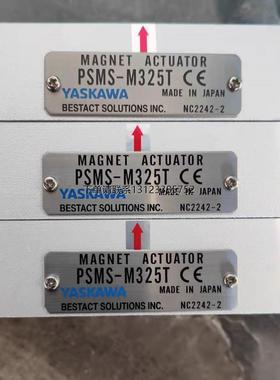 MAGNET ACTUATOR
PSMS-M325T CE
YASKAWA MADE IN JAPAN
BESTACT SOLUTIONS INC. NC2242-2
MAGNET ACTUATOR
PSMS-M325T CE
YASKAWA MADE IN JAPAN
BESTACT SOLUTIONS INC. NC2242-2
MAGNET ACTUATOR
PSMS-M325T CE
YASKAWA MADE IN JAPAN
BESTACT SOLUTIONS INC. NC2242-2